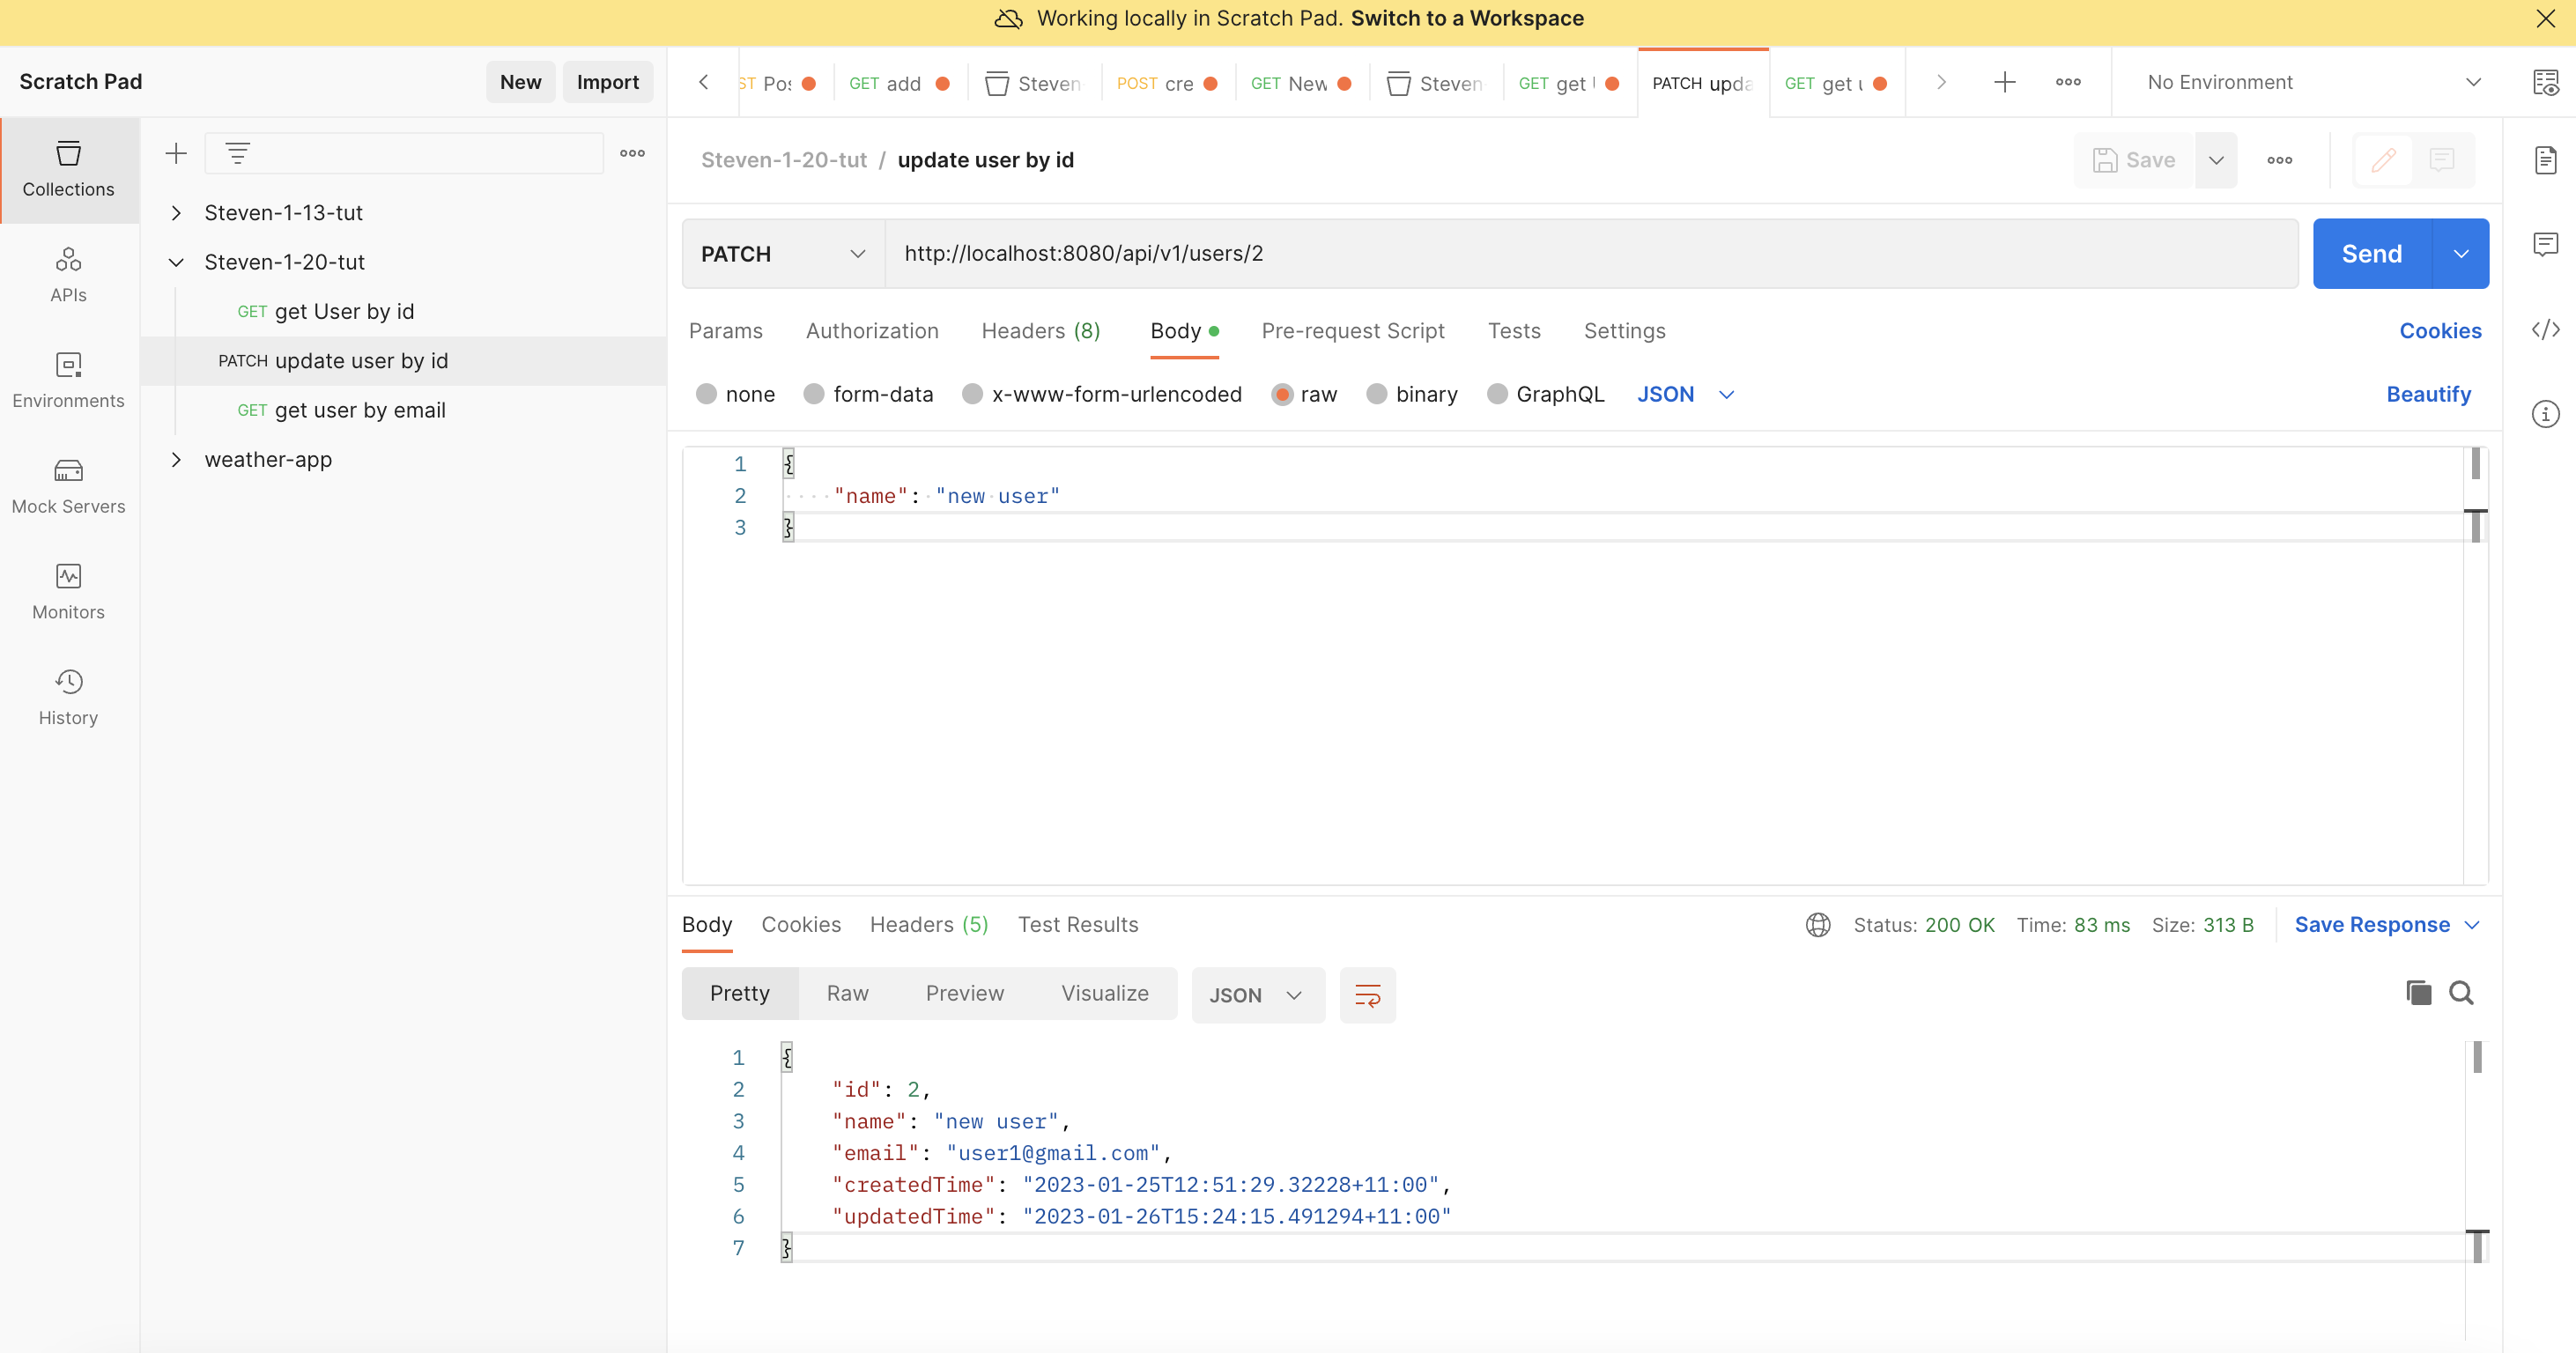 Working locally in Scratch Pad. Switch to a Workspace
Scratch Pad
New
Import
ST Pos
GET add
Steven
POST cre
GET New
Steven
GET get
PATCH upda
GET get u
No Environment
Collections
APIs
Environments
Mock Servers
Monitors
History
Steven-1-13-tut
Steven-1-20-tut
GET get User by id
PATCH update user by id
GET get user by email
weather-app
Steven-1-20-tut / update user by id
Save
PATCH
http://localhost:8080/api/v1/users/2
Send
Params
Authorization
Headers (8)
Body
Pre-request Script
Tests
Settings
Cookies
none
form-data
x-www-form-urlencoded
raw
binary
GraphQL
JSON
Beautify
1 {
2 "name": "new user"
3 }
Body
Cookies
Headers (5)
Test Results
Status: 200 OK
Time: 83 ms
Size: 313 B
Save Response
Pretty
Raw
Preview
Visualize
JSON
1 {
2 "id": 2,
3 "name": "new user",
4 "email": "user1@gmail.com",
5 "createdTime": "2023-01-25T12:51:29.32228+11:00",
6 "updatedTime": "2023-01-26T15:24:15.491294+11:00"
7 }